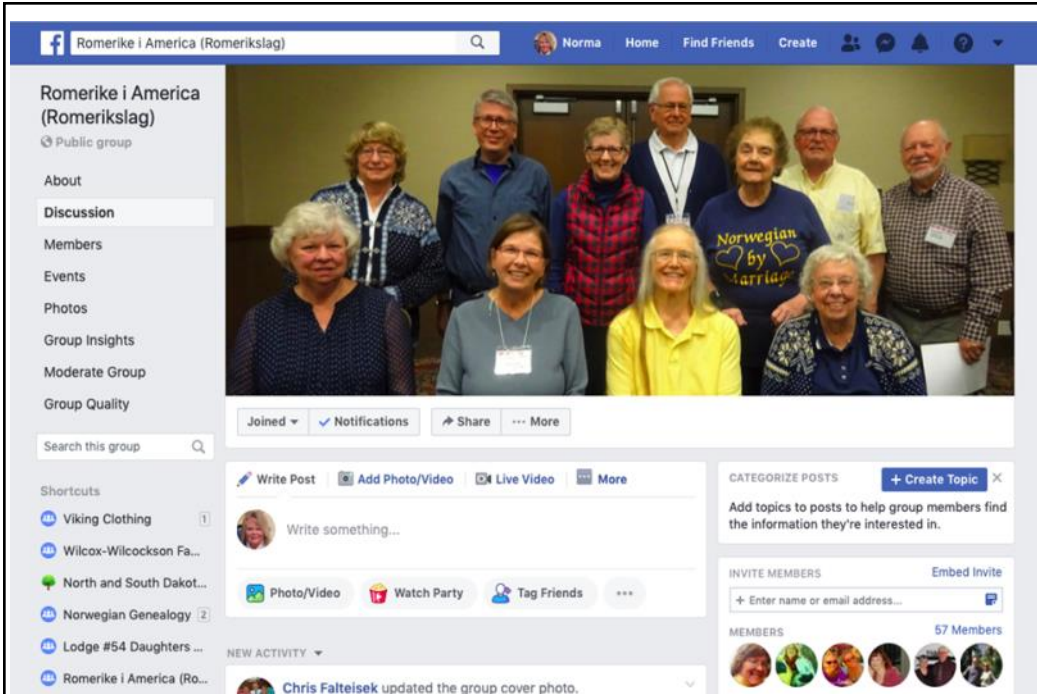 Romerike i America (Romerikslag)
Norma
Home
Find Friends
Create
Romerike i America
(Romerikslag)
Public group
About
Discussion
Members
Events
Photos
Group Insights
Moderate Group
Group Quality
Search this group
Shortcuts
Viking Clothing 1
Wilcox-Wilcockson Fa...
North and South Dakot...
Norwegian Genealogy 2
Lodge #54 Daughters ...
Romerike i America (Ro...
Norwegian
by
Marriage
Joined
Notifications
Share
More
Write Post
Add Photo/Video
Live Video
More
Write something...
Photo/Video
Watch Party
Tag Friends
NEW ACTIVITY
Chris Falteisek updated the group cover photo.
CATEGORIZE POSTS
+ Create Topic
Add topics to posts to help group members find
the information they're interested in.
INVITE MEMBERS
Embed Invite
+ Enter name or email address...
MEMBERS
57 Members